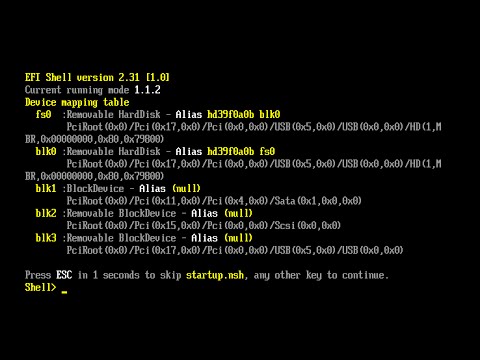 EFI Shell version 2.31 [1.0]
Current running mode 1.1.2
Device mapping table
fs0 :Removable HardDisk - Alias hd39f0a0b blk0
PciRoot(0x0)/Pci(0x17,0x0)/Pci(0x0,0x0)/USB(0x5,0x0)/USB(0x0,0x0)/HD(1,M
BR,0x00000000,0x80,0x79800)
blk0 :Removable HardDisk - Alias hd39f0a0b fs0
PciRoot(0x0)/Pci(0x17,0x0)/Pci(0x0,0x0)/USB(0x5,0x0)/USB(0x0,0x0)/HD(1,M
BR,0x00000000,0x80,0x79800)
blk1 :BlockDevice - Alias (null)
PciRoot(0x0)/Pci(0x11,0x0)/Pci(0x4,0x0)/Sata(0x1,0x0,0x0)
blk2 :Removable BlockDevice - Alias (null)
PciRoot(0x0)/Pci(0x15,0x0)/Pci(0x0,0x0)/Scsi(0x0,0x0)
blk3 :Removable BlockDevice - Alias (null)
PciRoot(0x0)/Pci(0x17,0x0)/Pci(0x0,0x0)/USB(0x5,0x0)/USB(0x0,0x0)
Press ESC in 1 seconds to skip startup.nsh, any other key to continue.
Shell> _